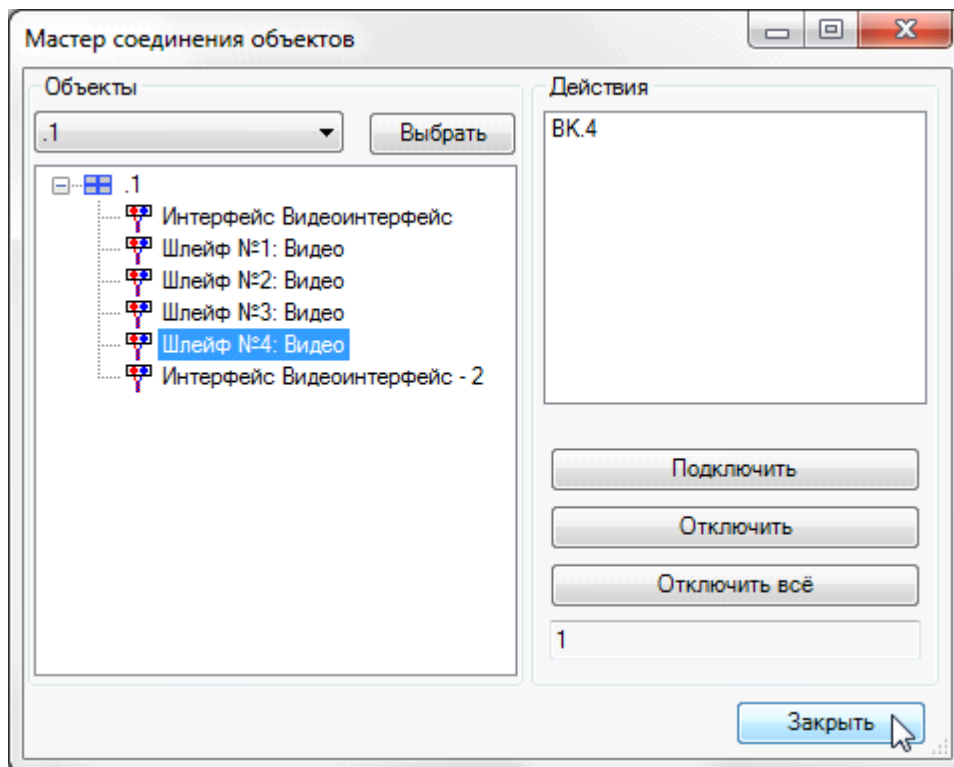 Мастер соединения объектов
Объекты
.1
Выбрать
.1
Интерфейс Видеоинтерфейс
Шлейф №1: Видео
Шлейф №2: Видео
Шлейф №3: Видео
Шлейф №4: Видео
Интерфейс Видеоинтерфейс - 2
Действия
ВК.4
Подключить
Отключить
Отключить всё
1
Закрыть